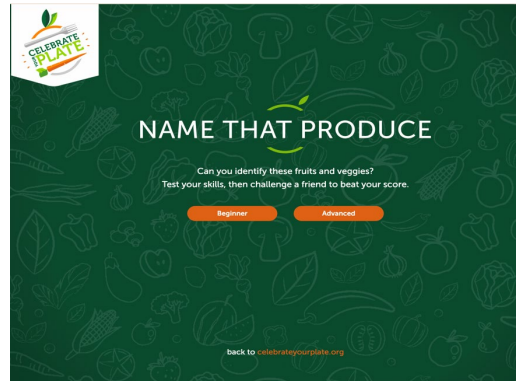 CELEBRATE
YOUR
PLATE
NAME THAT PRODUCE
Can you identify these fruits and veggies?
Test your skills, then challenge a friend to beat your score.
Beginner
Advanced
back to celebrateyourplate.org